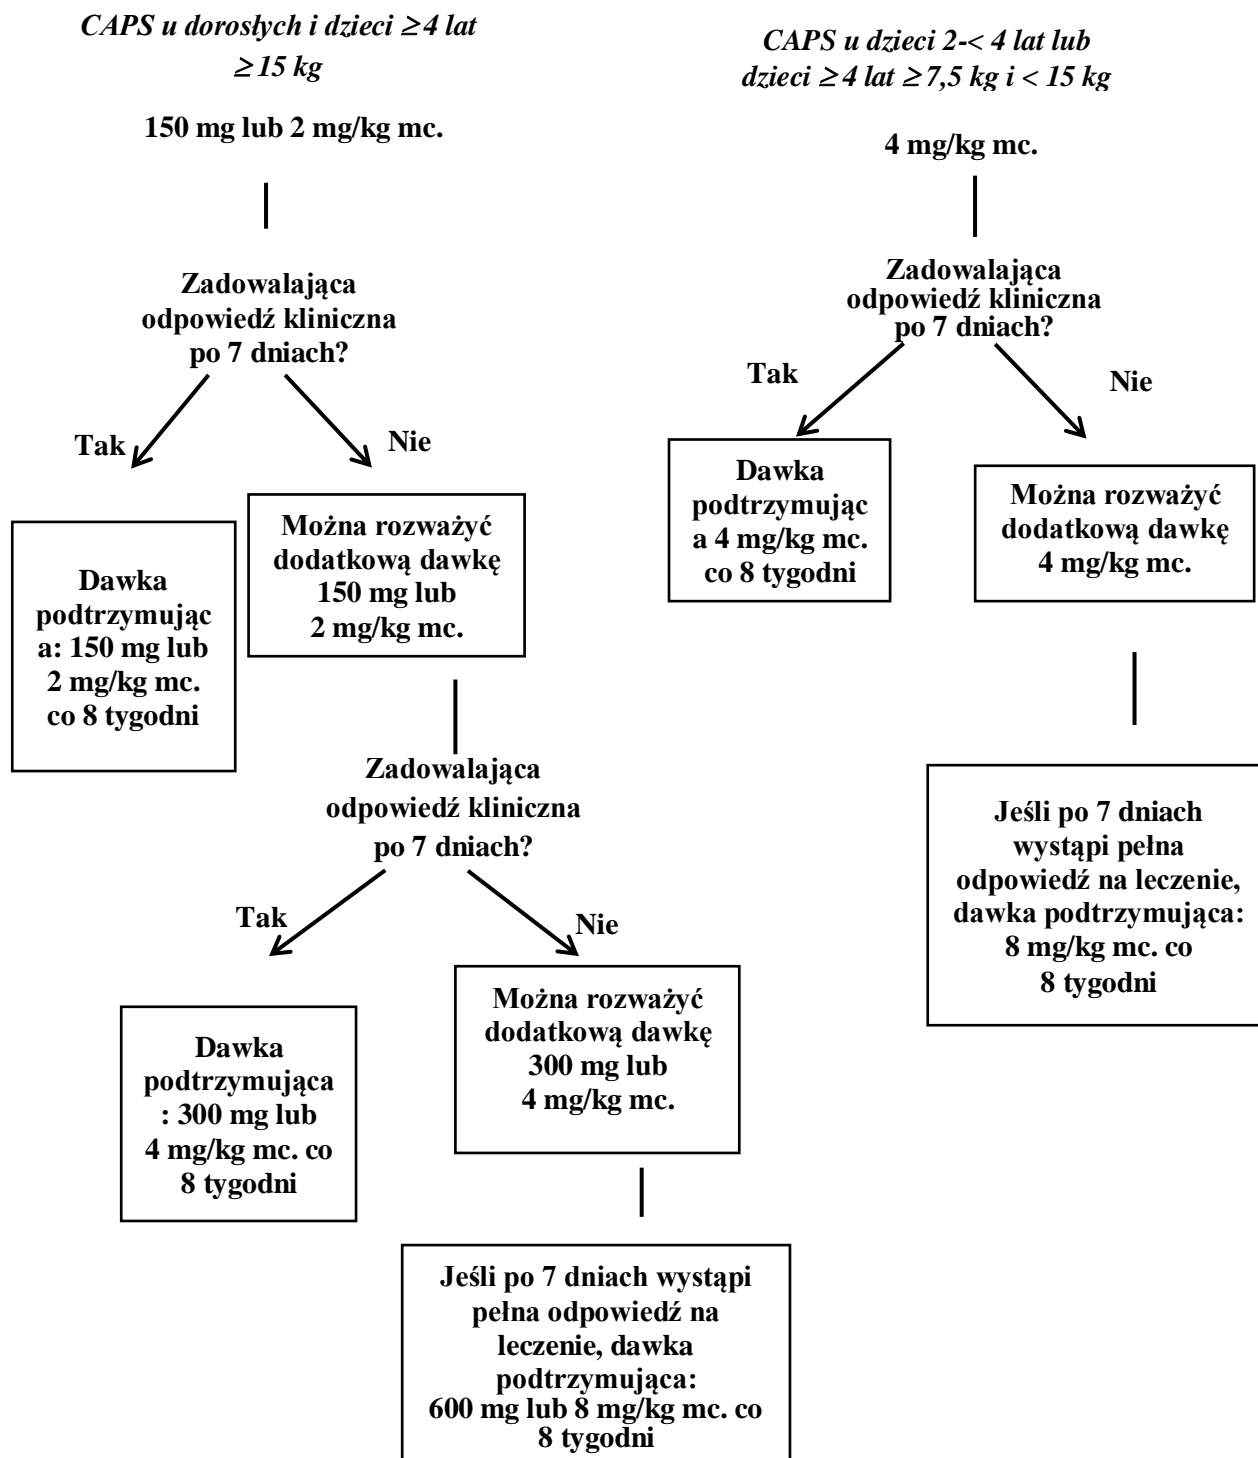 CAPS u dorosłych i dzieci ≥ 4 lat
≥ 15 kg
150 mg lub 2 mg/kg mc.
Zadowalająca
odpowiedź kliniczna
po 7 dniach?
Tak
Nie
Dawka
podtrzymując
a: 150 mg lub
2 mg/kg mc.
co 8 tygodni
Można rozważyć
dodatkową dawkę
150 mg lub
2 mg/kg mc.
Zadowalająca
odpowiedź kliniczna
po 7 dniach?
Tak
Nie
Dawka
podtrzymująca
: 300 mg lub
4 mg/kg mc. co
8 tygodni
Można rozważyć
dodatkową dawkę
300 mg lub
4 mg/kg mc.
Jeśli po 7 dniach wystąpi
pełna odpowiedź na
leczenie, dawka
podtrzymująca:
600 mg lub 8 mg/kg mc. co
8 tygodni
CAPS u dzieci 2-< 4 lat lub
dzieci ≥ 4 lat ≥ 7,5 kg i < 15 kg
4 mg/kg mc.
Zadowalająca
odpowiedź kliniczna
po 7 dniach?
Tak
Nie
Dawka
podtrzymując
a 4 mg/kg mc.
co 8 tygodni
Można rozważyć
dodatkową dawkę
4 mg/kg mc.
Jeśli po 7 dniach
wystąpi pełna
odpowiedź na leczenie,
dawka podtrzymująca:
8 mg/kg mc. co
8 tygodni